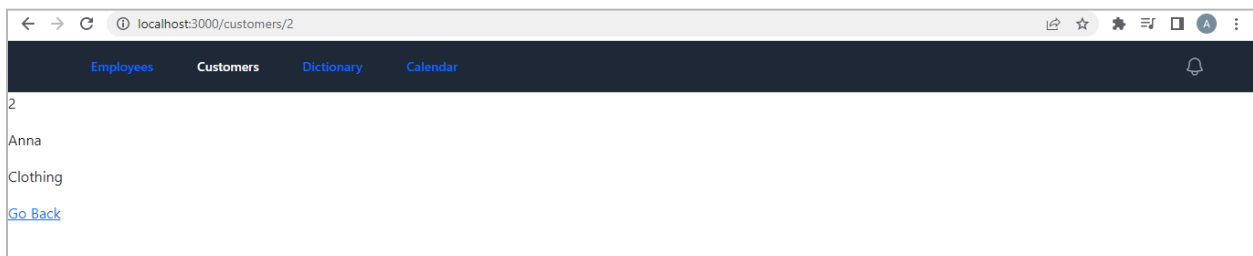 localhost:3000/customers/2
A
Employees Customers Dictionary Calendar
2
Anna
Clothing
Go Back